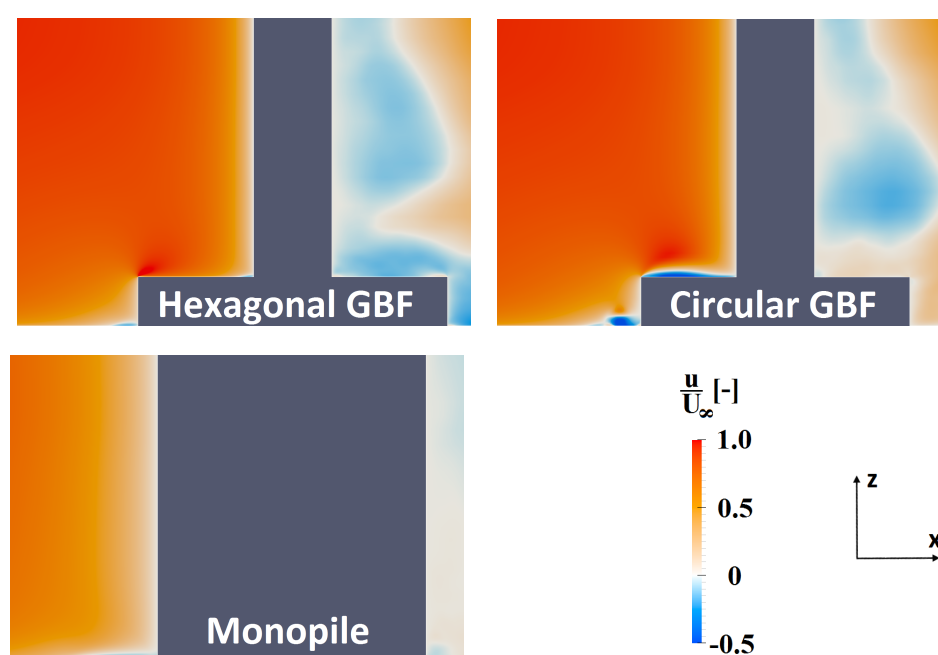 Hexagonal GBF
Circular GBF
Monopile
u
U∞ [-]
1.0
0.5
0
-0.5
z
x